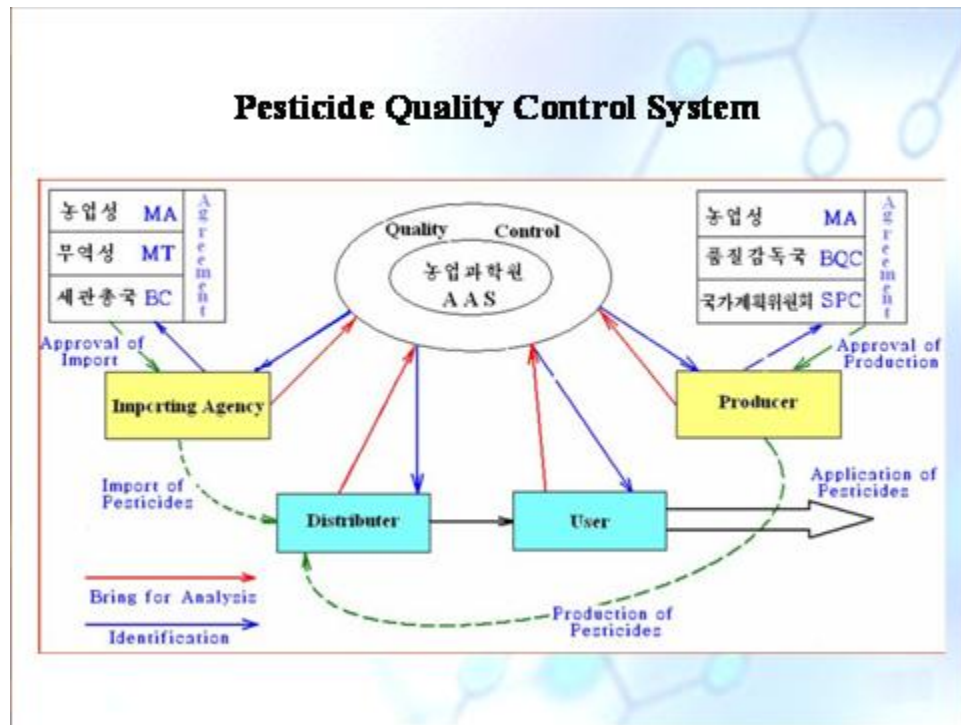 Pesticide Quality Control System
농업성 MA
무역성 MT
세관총국 BC
Agreement
Quality Control
농업과학원
A A S
농업성 MA
품질감독국 BQC
국가계획위원회 SPC
Agreement
Approval of
Import
Approval of
Production
Importing Agency
Producer
Import of
Pesticides
Application of
Pesticides
Distributer
User
Bring for Analysis
Production of
Pesticides
Identification